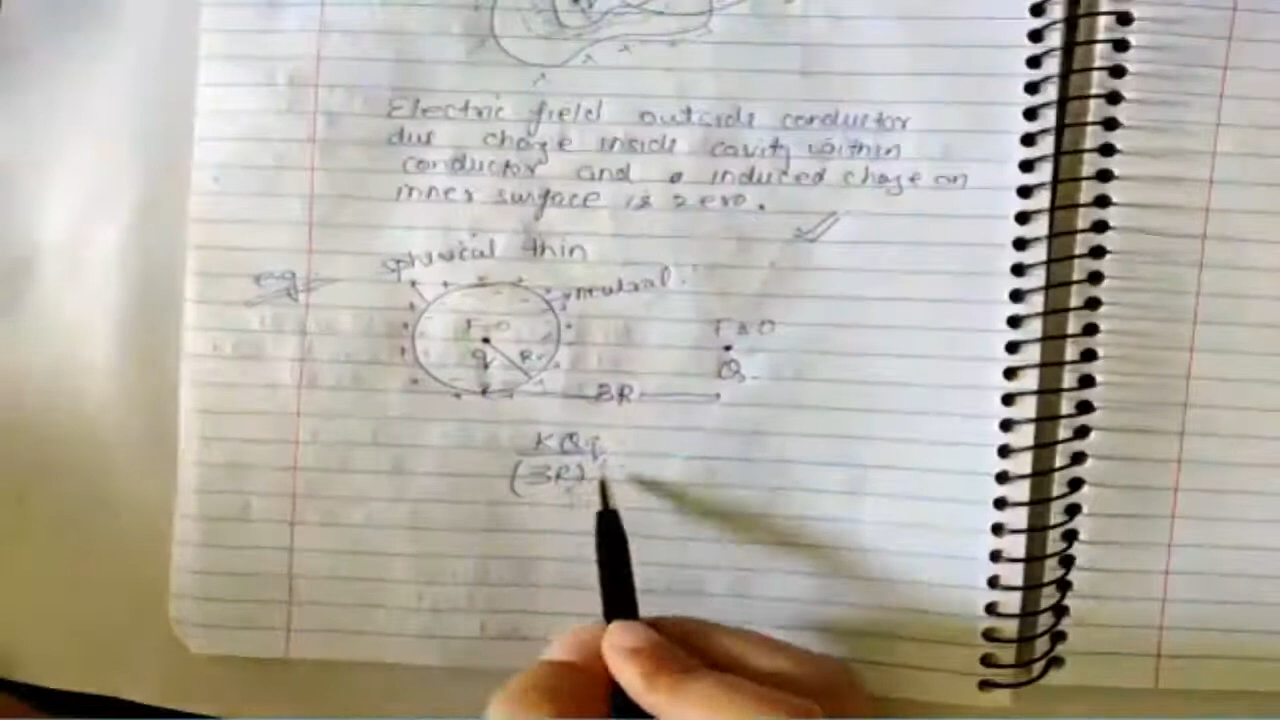 Electric field outside conductor
due charge inside cavity within
conductor and induced charge on
inner surface is zero.
spherical thin
eg
neutral.
F=0
q
R
3R
Q
KQq
(3R)